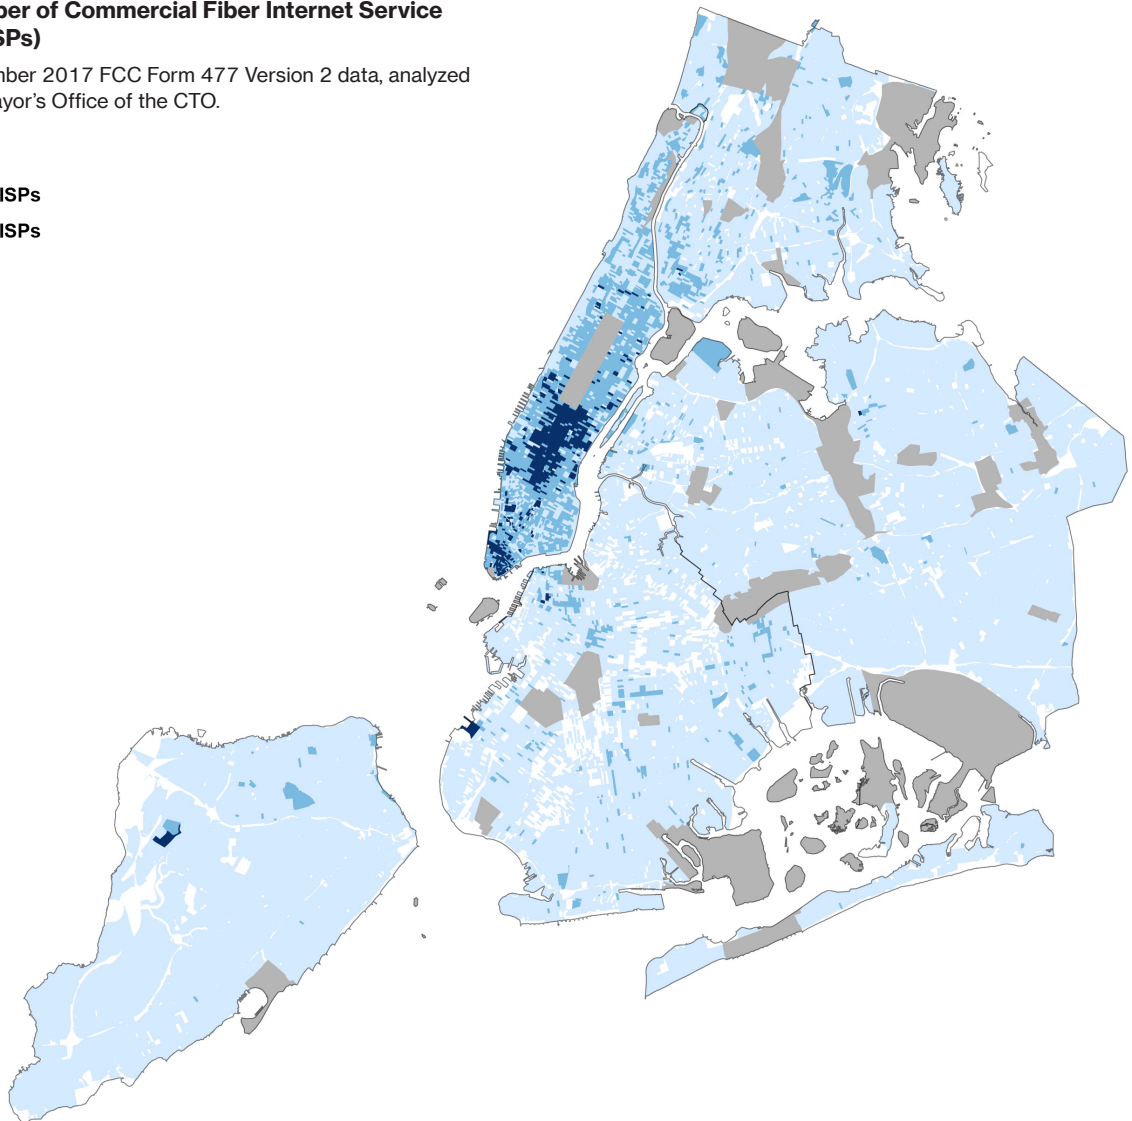 ber of Commercial Fiber Internet Service
SPs)
mber 2017 FCC Form 477 Version 2 data, analyzed
ayor's Office of the CTO.
ISPs
ISPs